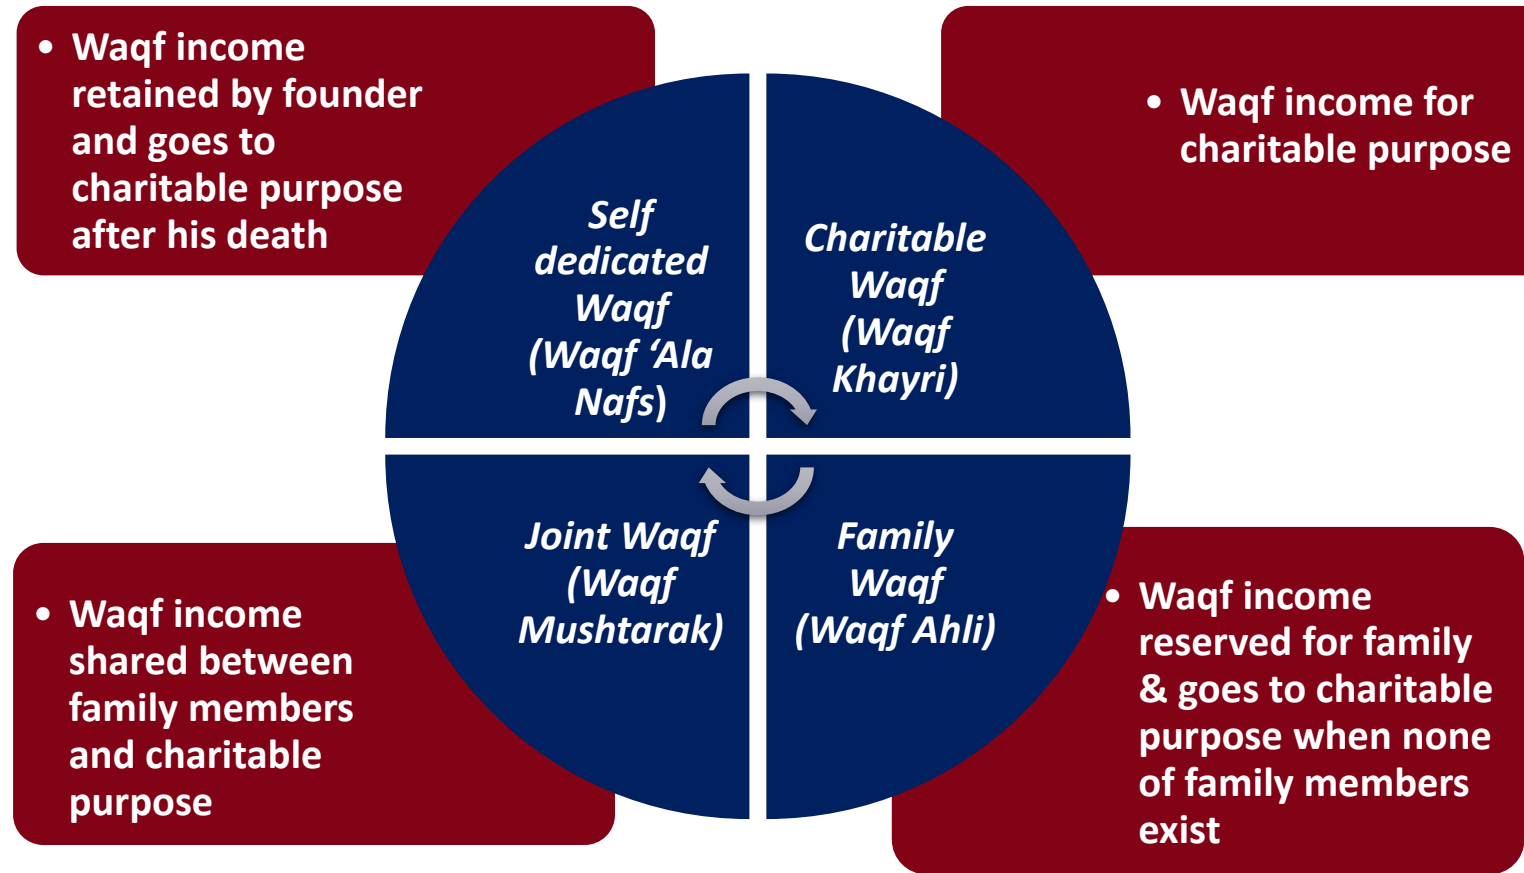 • Waqf income
retained by founder
and goes to
charitable purpose
after his death
• Waqf income for
charitable purpose
Self
dedicated
Waqf
(Waqf ‘Ala
Nafs)
Charitable
Waqf
(Waqf
Khayri)
Joint Waqf
(Waqf
Mushtarak)
Family
Waqf
(Waqf Ahli)
• Waqf income
shared between
family members
and charitable
purpose
• Waqf income
reserved for family
& goes to charitable
purpose when none
of family members
exist